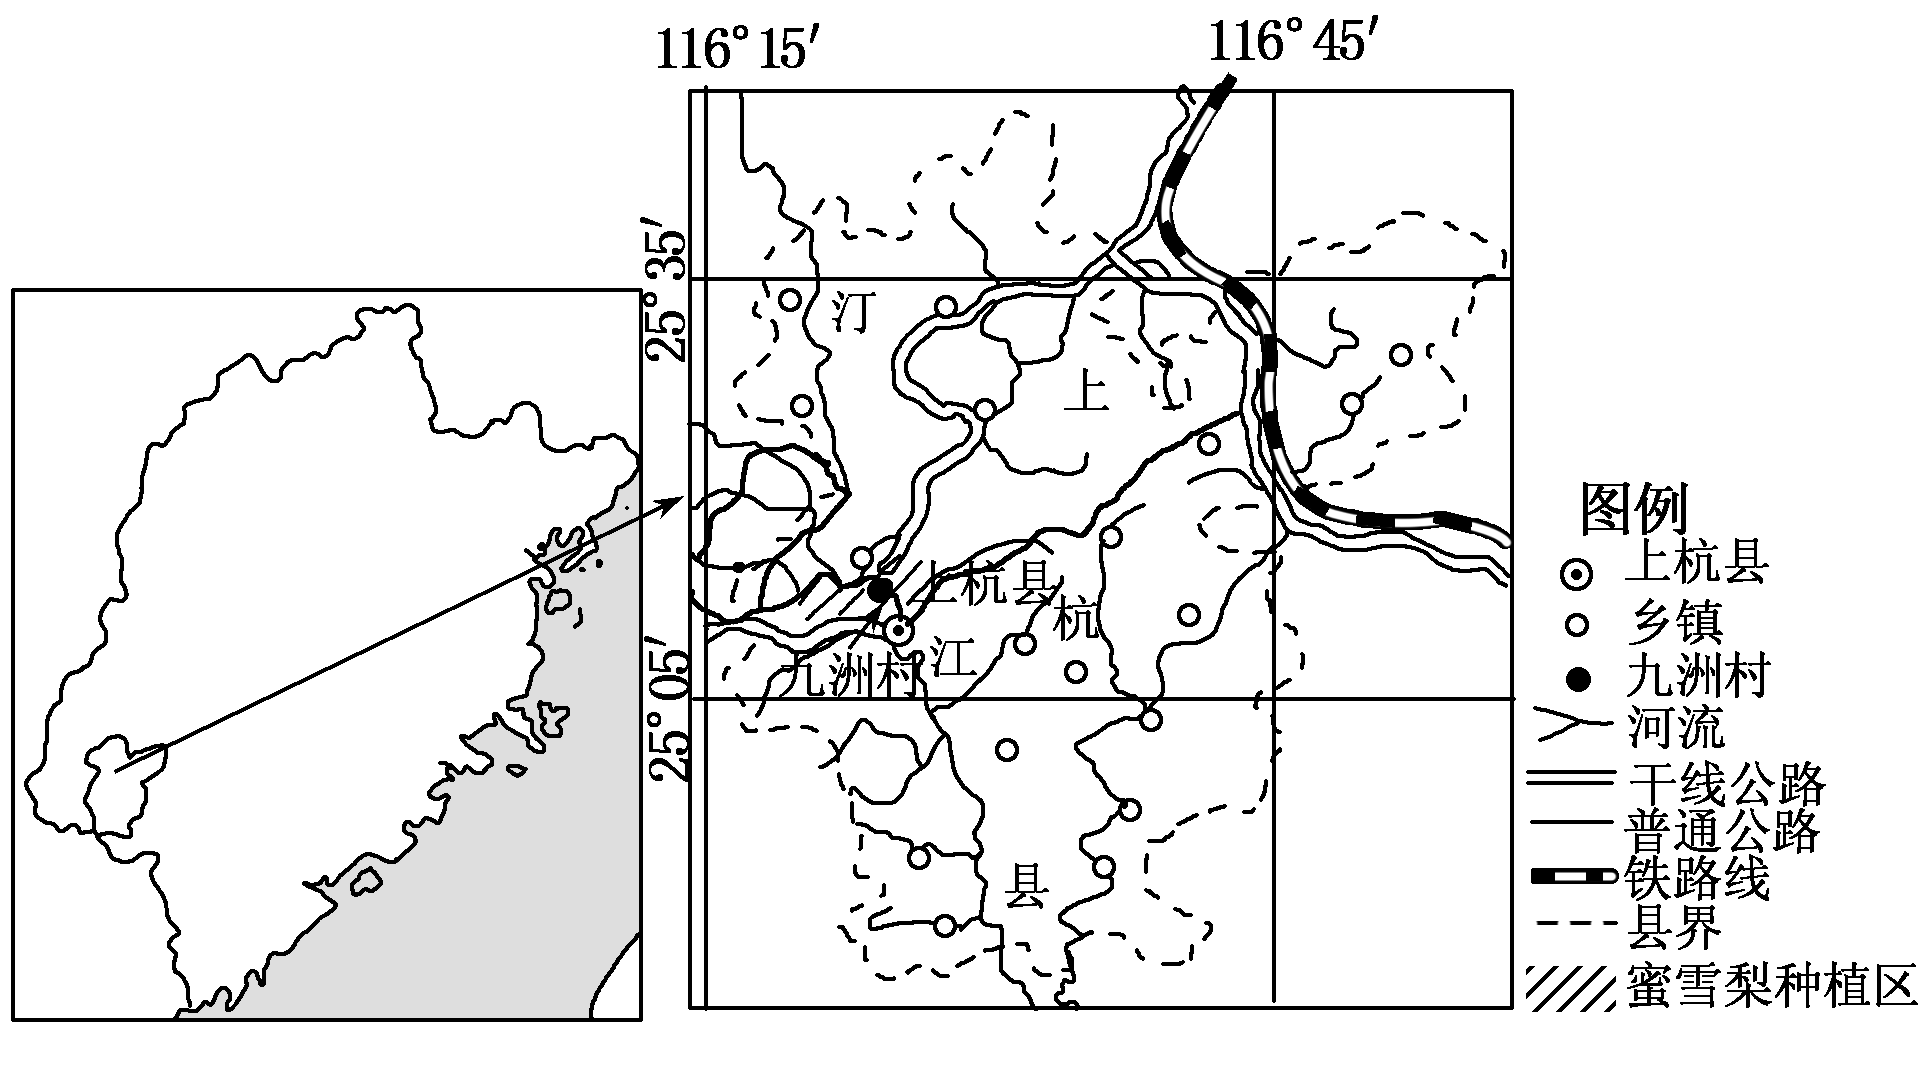 116°15′
116°45′
25°35′
25°05′
汀
上
上杭县
杭
江
九洲村
县
图例
上杭县
乡镇
九洲村
河流
干线公路
普通公路
铁路线
县界
蜜雪梨种植区